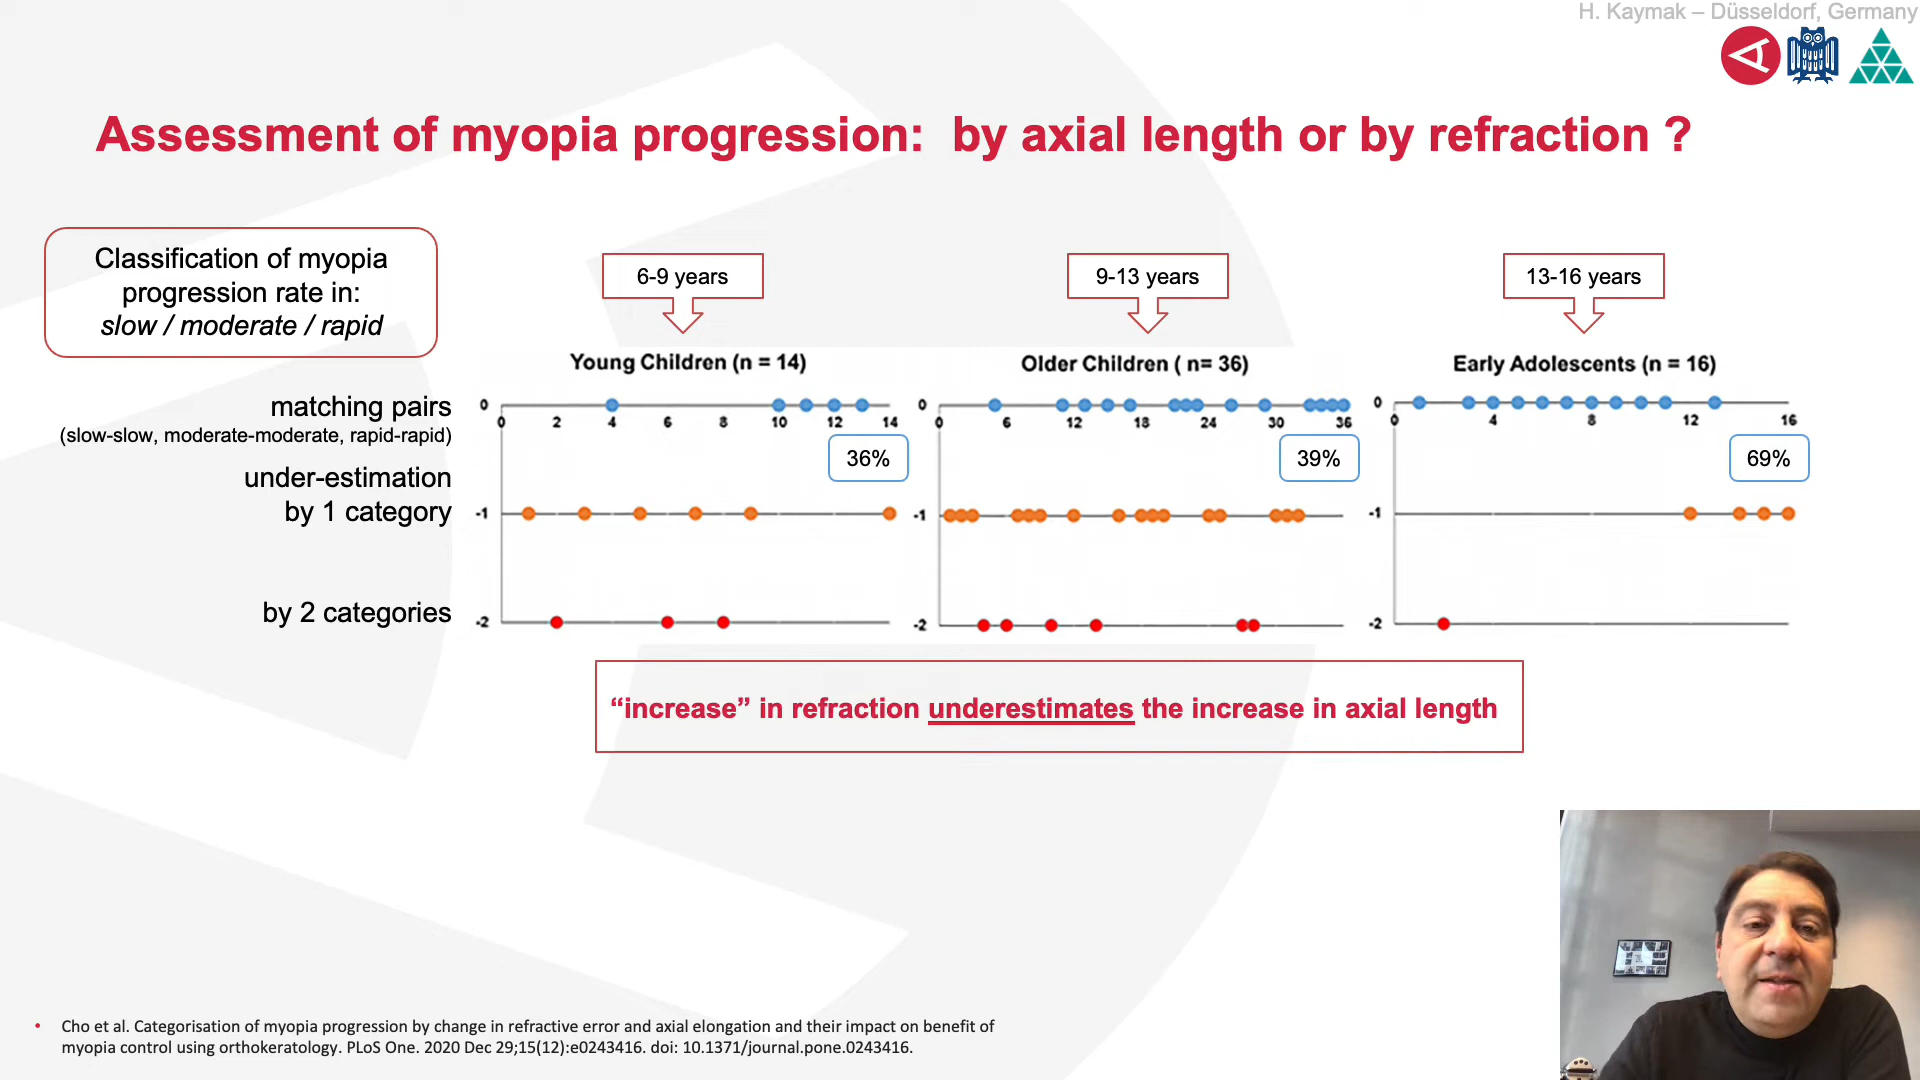 H. Kaymak – Düsseldorf, Germany
Assessment of myopia progression:  by axial length or by refraction ?
Classification of myopia
progression rate in:
slow / moderate / rapid
6-9 years
9-13 years
13-16 years
Young Children (n = 14)
Older Children ( n= 36)
Early Adolescents (n = 16)
matching pairs
(slow-slow, moderate-moderate, rapid-rapid)
under-estimation
by 1 category
by 2 categories
0
0 2 4 6 8 10 12 14
36%
-1
-2
0
0 6 12 18 24 30 36
39%
-1
-2
0
0 4 8 12 16
69%
-1
-2
“increase” in refraction underestimates the increase in axial length
• Cho et al. Categorisation of myopia progression by change in refractive error and axial elongation and their impact on benefit of
myopia control using orthokeratology. PLoS One. 2020 Dec 29;15(12):e0243416. doi: 10.1371/journal.pone.0243416.